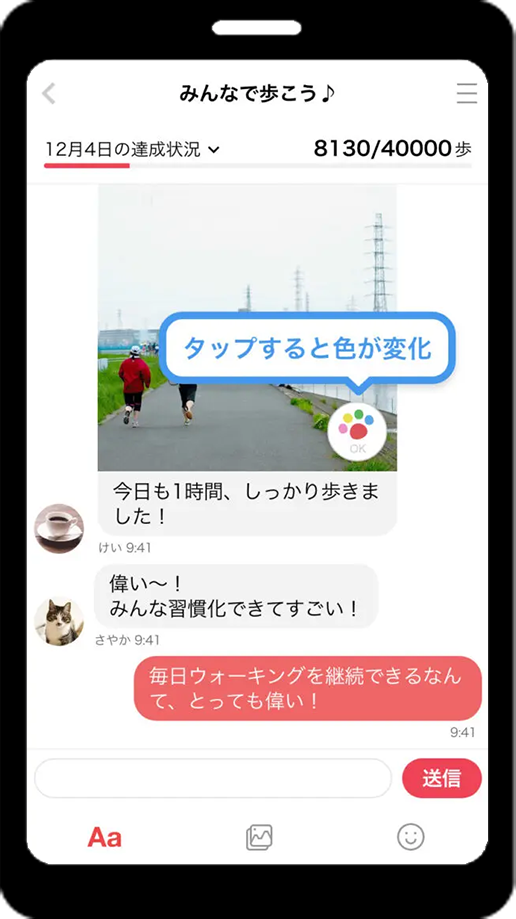 みんなで歩こう♪
12月4日の達成状況
8130/40000歩
タップすると色が変化
OK
今日も1時間、しっかり歩きま
した！
けい 9:41
偉い〜！
みんな習慣化できてすごい！
さやか 9:41
毎日ウォーキングを継続できるなん
て、とっても偉い！
9:41
送信
Aa